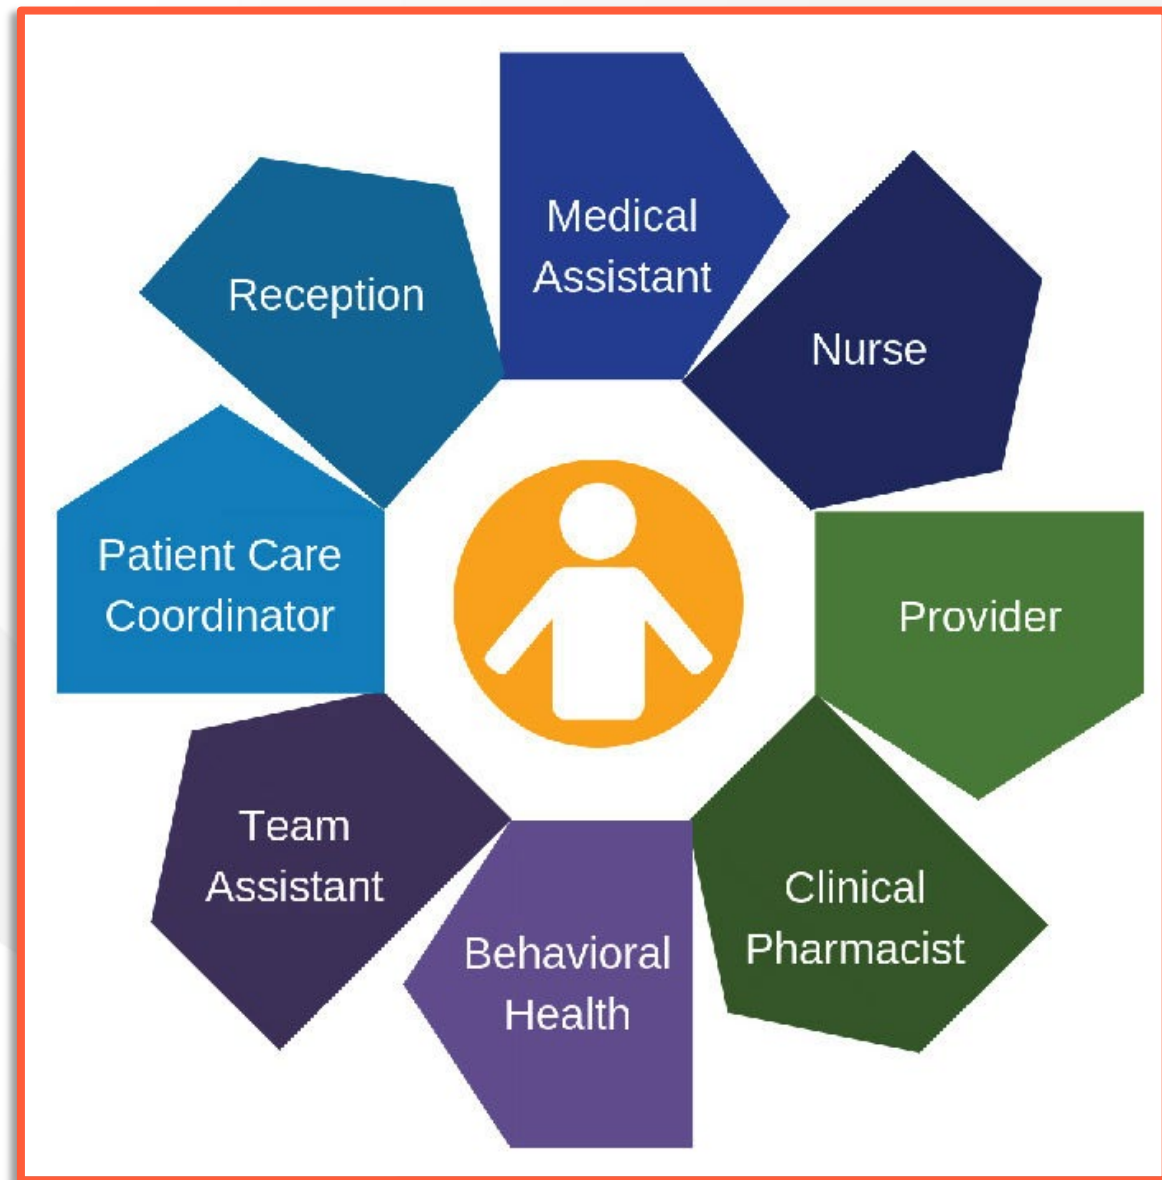 Medical
Assistant
Nurse
Provider
Clinical
Pharmacist
Behavioral
Health
Team
Assistant
Patient Care
Coordinator
Reception